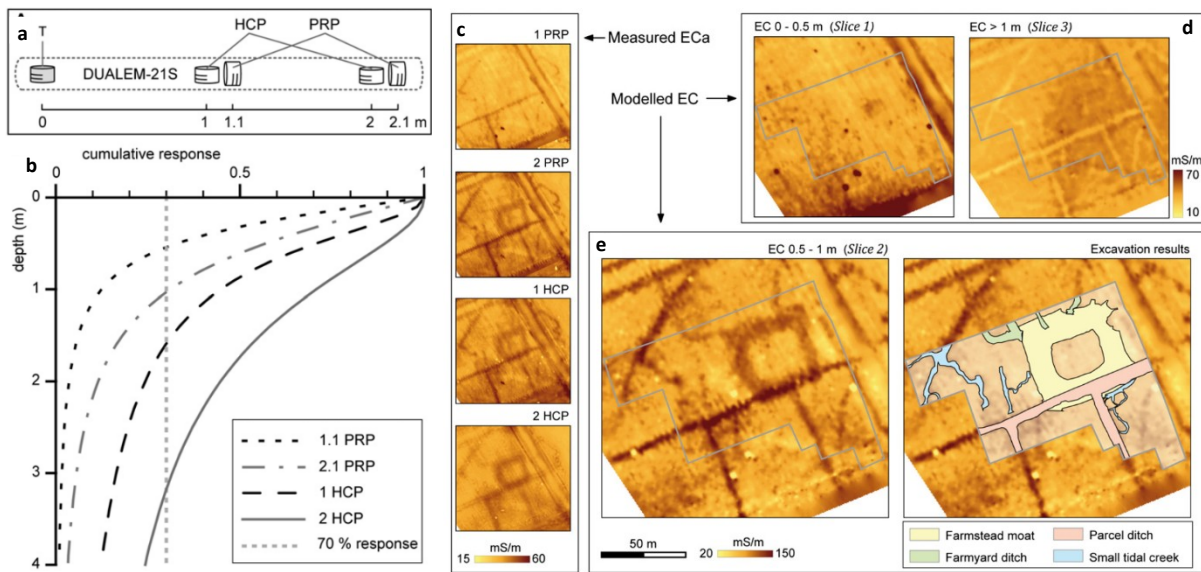 a
HCP
PRP
T
DUALEM-21S
0
1
1.1
2
2.1 m
b
cumulative response
0
0.5
1
depth (m)
0
1
2
3
4
1.1 PRP
2.1 PRP
1 HCP
2 HCP
70 % response
c
1 PRP
2 PRP
1 HCP
2 HCP
mS/m
15
60
Measured ECa
Modelled EC
d
EC 0 - 0.5 m (Slice 1)
EC > 1 m (Slice 3)
mS/m
70
10
e
EC 0.5 - 1 m (Slice 2)
Excavation results
50 m
mS/m
20
150
Farmstead moat
Parcel ditch
Farmyard ditch
Small tidal creek